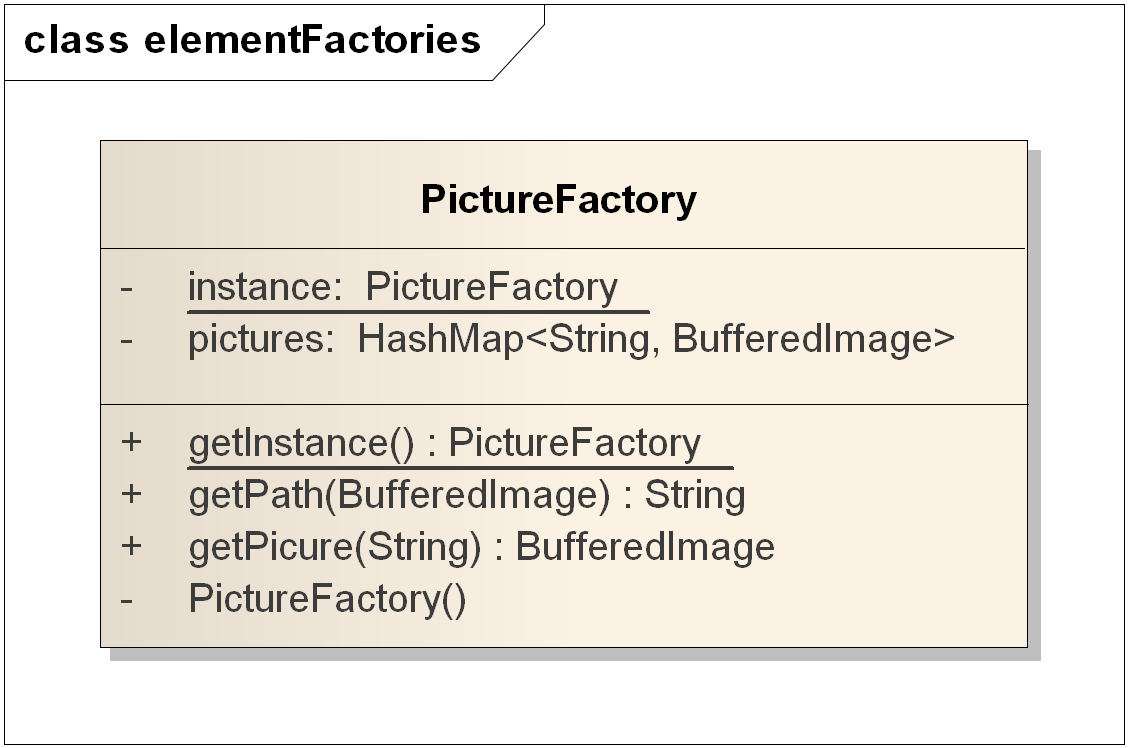 class elementFactories
PictureFactory
- instance: PictureFactory
- pictures: HashMap<String, BufferedImage>
+ getInstance() : PictureFactory
+ getPath(BufferedImage) : String
+ getPicure(String) : BufferedImage
- PictureFactory()